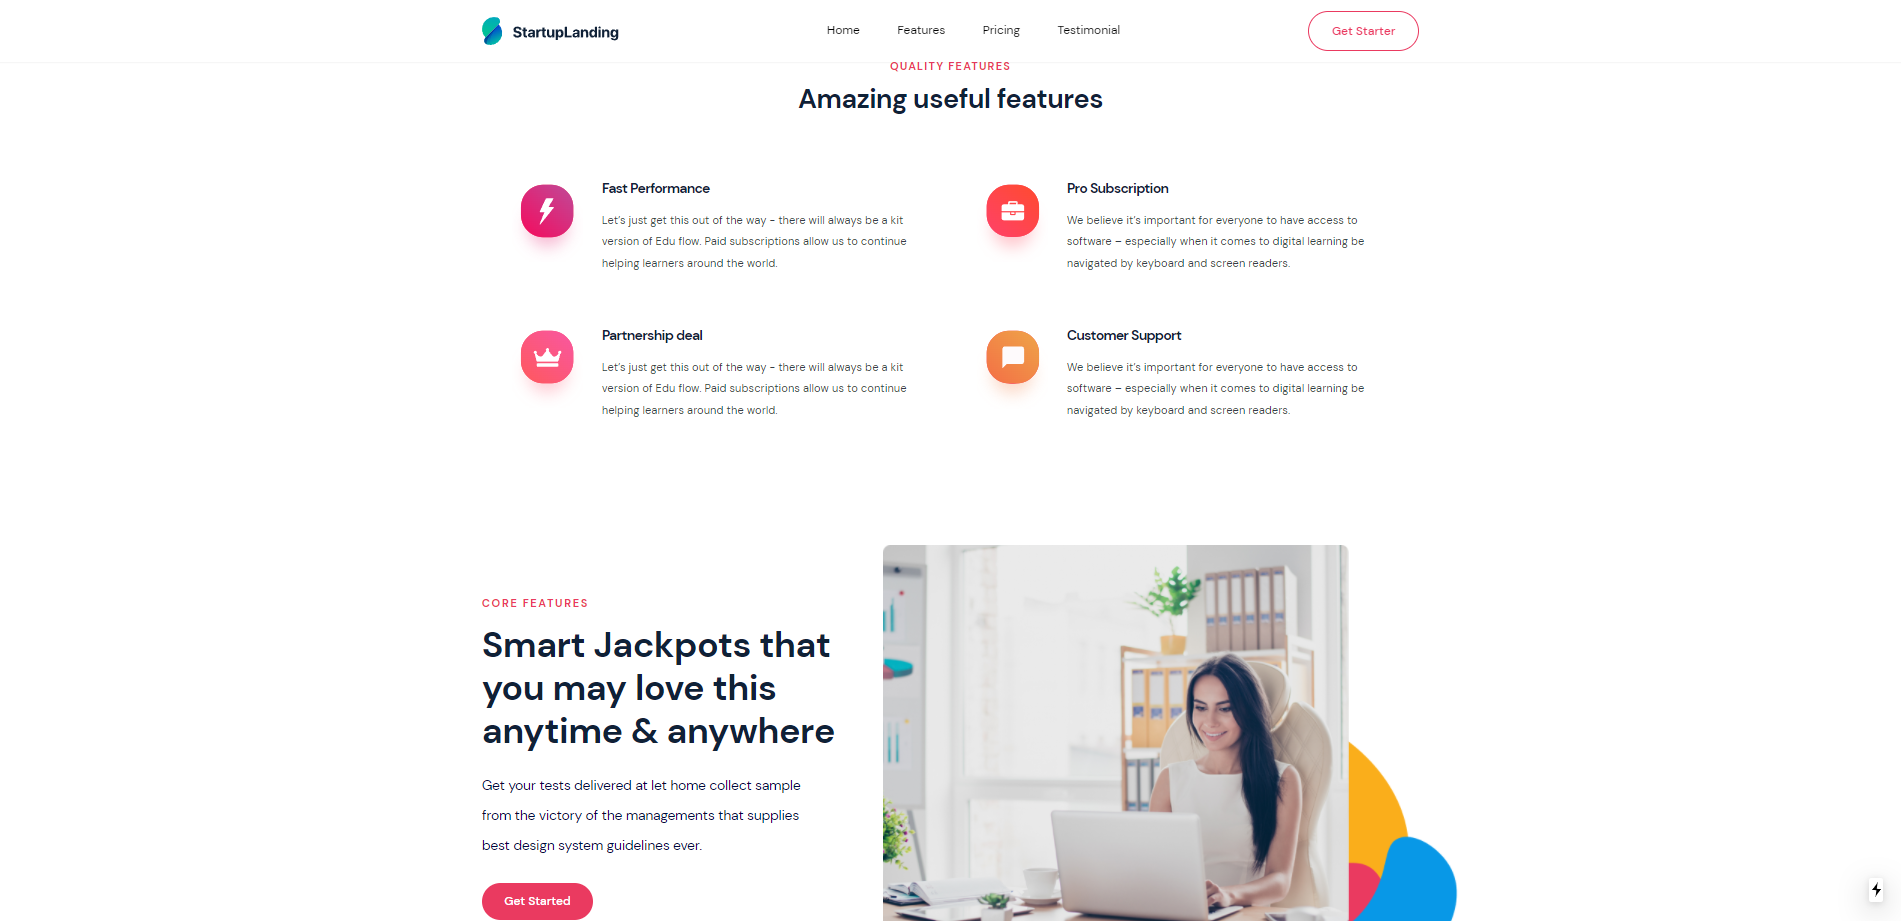 StartupLanding
Home Features Pricing Testimonial
Get Starter
QUALITY FEATURES
Amazing useful features
Fast Performance
Let's just get this out of the way - there will always be a kit
version of Edu flow. Paid subscriptions allow us to continue
helping learners around the world.
Pro Subscription
We believe it's important for everyone to have access to
software – especially when it comes to digital learning be
navigated by keyboard and screen readers.
Partnership deal
Let's just get this out of the way - there will always be a kit
version of Edu flow. Paid subscriptions allow us to continue
helping learners around the world.
Customer Support
We believe it's important for everyone to have access to
software – especially when it comes to digital learning be
navigated by keyboard and screen readers.
CORE FEATURES
Smart Jackpots that
you may love this
anytime & anywhere
Get your tests delivered at let home collect sample
from the victory of the managements that supplies
best design system guidelines ever.
Get Started